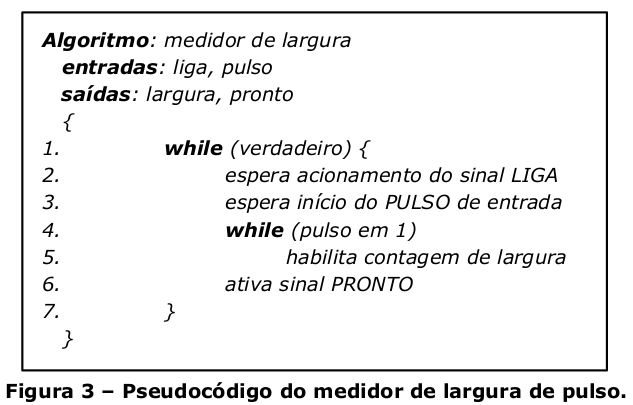 Algoritmo: medidor de largura
entradas: liga, pulso
saídas: largura, pronto
{
1. while (verdadeiro) {
2. espera acionamento do sinal LIGA
3. espera início do PULSO de entrada
4. while (pulso em 1)
5. habilita contagem de largura
6. ativa sinal PRONTO
7. }
}
Figura 3 – Pseudocódigo do medidor de largura de pulso.